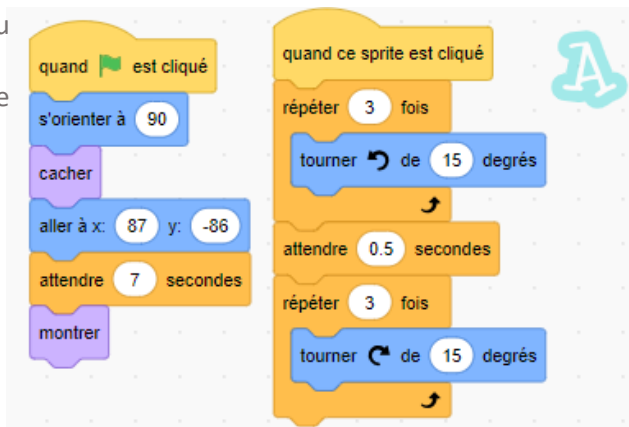 u
e
quand est cliqué
s'orienter à 90
cacher
aller à x: 87 y: -86
attendre 7 secondes
montrer
quand ce sprite est cliqué
répéter 3 fois
tourner de 15 degrés
attendre 0.5 secondes
répéter 3 fois
tourner de 15 degrés
A